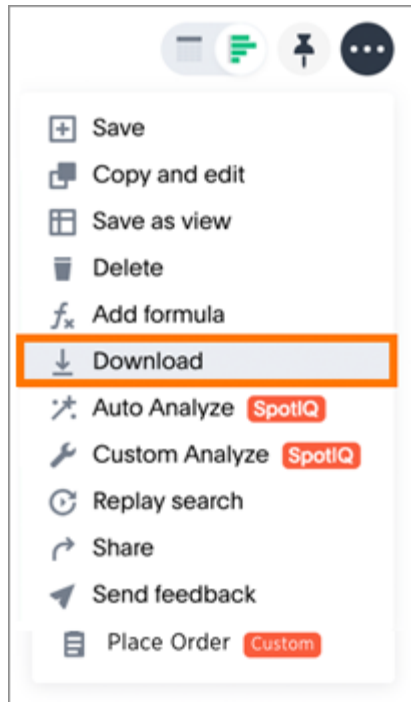 Save
Copy and edit
Save as view
Delete
Add formula
Download
Auto Analyze SpotIQ
Custom Analyze SpotIQ
Replay search
Share
Send feedback
Place Order Custom